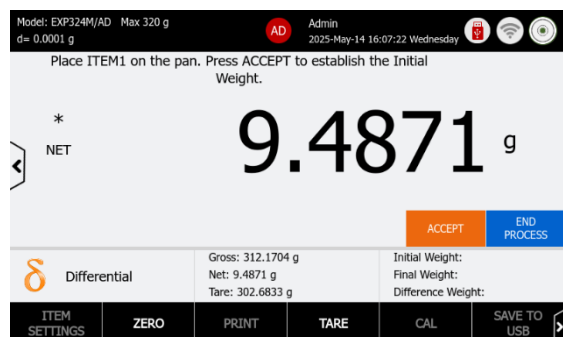 Model: EXP324M/AD Max 320 g
d= 0.0001 g
AD
Admin
2025-May-14 16:07:22 Wednesday
Place ITEM1 on the pan. Press ACCEPT to establish the Initial
Weight.
*
NET
9.4871 g
ACCEPT
END
PROCESS
δ
Differential
Gross: 312.1704 g
Net: 9.4871 g
Tare: 302.6833 g
Initial Weight:
Final Weight:
Difference Weight:
ITEM
SETTINGS
ZERO
PRINT
TARE
CAL
SAVE TO
USB